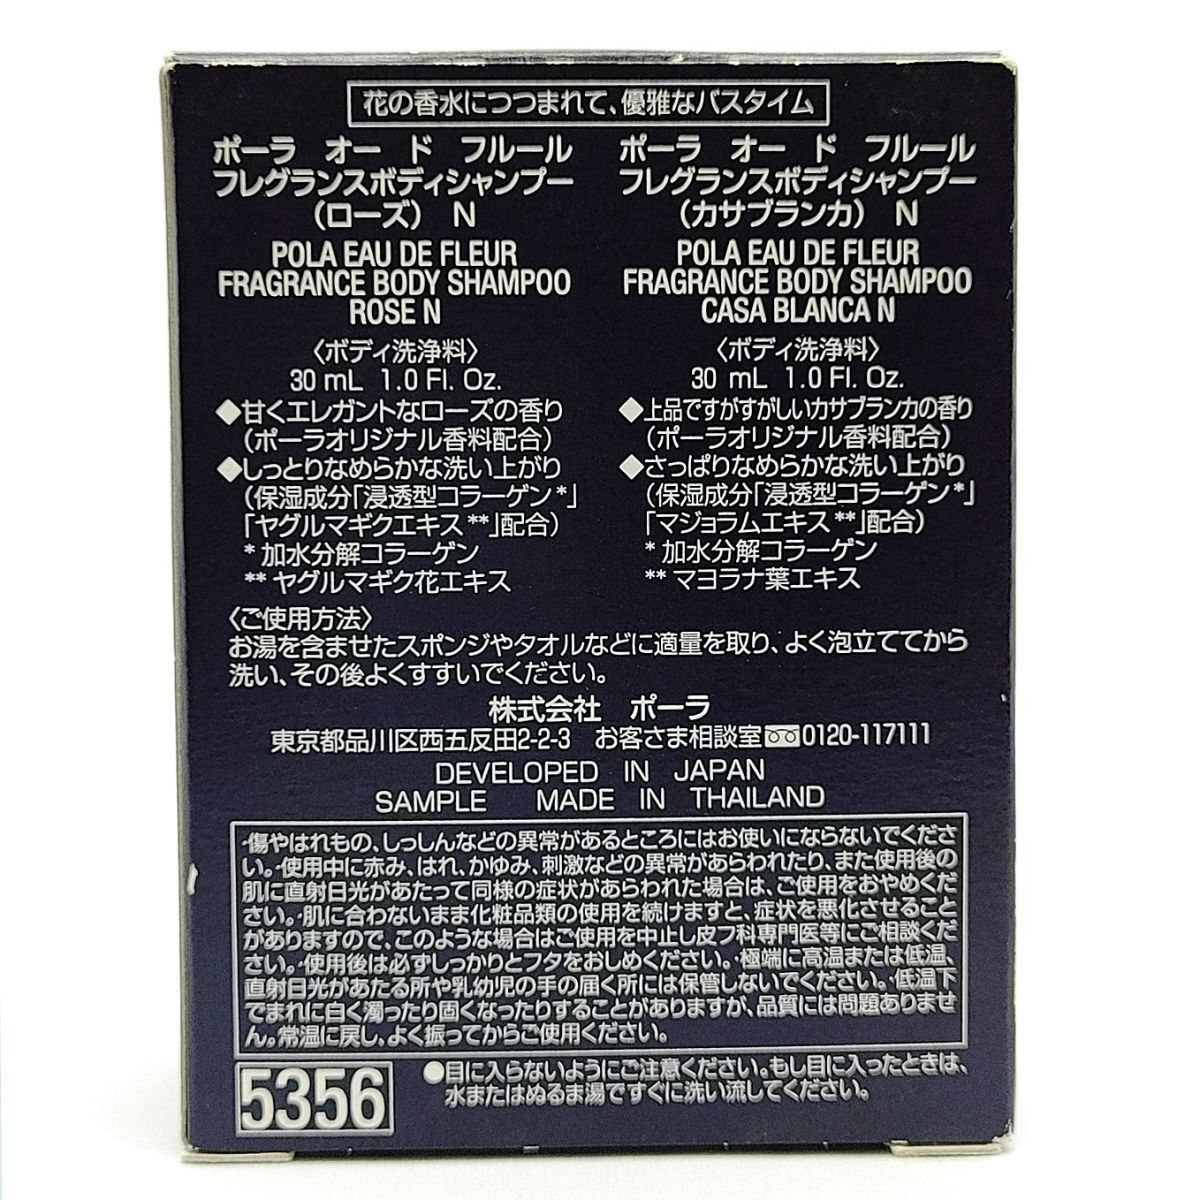 花の香水につつまれて、優雅なバスタイム
ポーラ オー ド フルール
フレグランスボディシャンプー
(ローズ) N
POLA EAU DE FLEUR
FRAGRANCE BODY SHAMPOO
ROSE N
〈ボディ洗浄料〉
30 mL 1.0 Fl. Oz.
◆甘くエレガントなローズの香り
(ポーラオリジナル香料配合)
◆しっとりなめらかな洗い上がり
(保湿成分「浸透型コラーゲン*」
「ヤグルマギクエキス**」配合)
*加水分解コラーゲン
**ヤグルマギク花エキス
ポーラ オー ド フルール
フレグランスボディシャンプー
(カサブランカ) N
POLA EAU DE FLEUR
FRAGRANCE BODY SHAMPOO
CASA BLANCA N
〈ボディ洗浄料〉
30 mL 1.0 Fl. Oz.
◆上品ですがすがしいカサブランカの香り
(ポーラオリジナル香料配合)
◆さっぱりなめらかな洗い上がり
(保湿成分「浸透型コラーゲン*」
「マジョラムエキス**」配合)
*加水分解コラーゲン
**マヨラナ葉エキス
〈ご使用方法〉
お湯を含ませたスポンジやタオルなどに適量を取り、よく泡立ててから
洗い、その後よくすすいでください。
株式会社 ポーラ
東京都品川区西五反田2-2-3 お客さま相談室 0120-117111
DEVELOPED IN JAPAN
SAMPLE MADE IN THAILAND
・傷やはれもの、しっしんなどの異常があるところにはお使いにならないでくださ
い。・使用中に赤み、はれ、かゆみ、刺激などの異常があらわれたり、また使用後の
肌に直射日光があたって同様の症状があらわれた場合は、ご使用をおやめくだ
さい。・肌に合わないまま化粧品類の使用を続けますと、症状を悪化させること
がありますので、このような場合はご使用を中止し皮フ科専門医等にご相談くだ
さい。・使用後は必ずしっかりとフタをおしめください。・極端に高温または低温、
直射日光があたる所や乳幼児の手の届く所には保管しないでください。・低温下
でまれに白く濁ったり固くなったりすることがありますが、品質には問題ありませ
ん。常温に戻し、よく振ってからご使用ください。
5356
●目に入らないようにご注意ください。もし目に入ったときは、
水またはぬるま湯ですぐに洗い流してください。